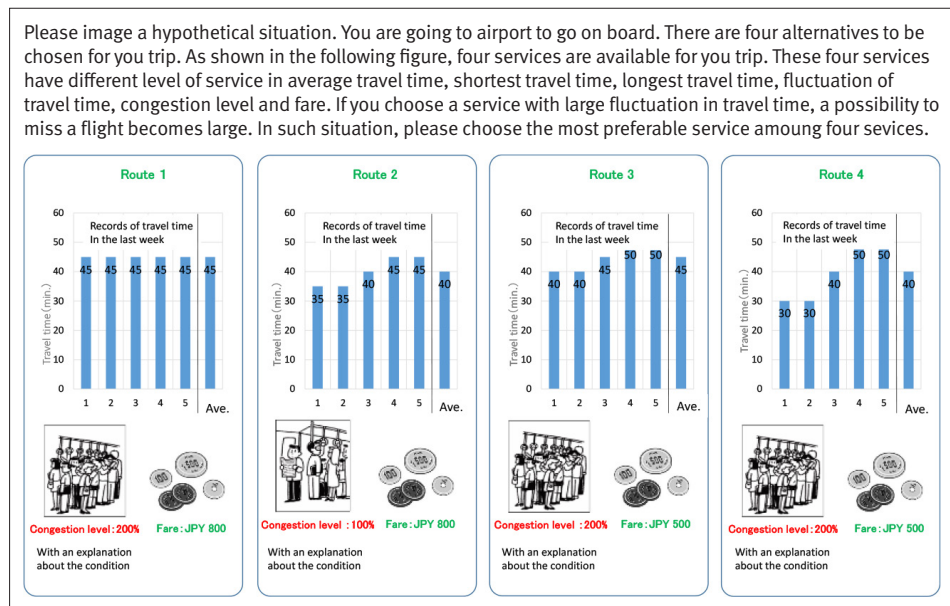 Please image a hypothetical situation. You are going to airport to go on board. There are four alternatives to be
chosen for you trip. As shown in the following figure, four services are available for you trip. These four services
have different level of service in average travel time, shortest travel time, longest travel time, fluctuation of
travel time, congestion level and fare. If you choose a service with large fluctuation in travel time, a possibility to
miss a flight becomes large. In such situation, please choose the most preferable service amoung four sevices.
Route 1
Travel time (min.)
60
50
40
30
20
10
0
Records of travel time
In the last week
45 45 45 45 45 45
1 2 3 4 5 Ave.
100 500
Congestion level:200% Fare:JPY 800
With an explanation
about the condition
Route 2
Travel time (min.)
60
50
40
30
20
10
0
Records of travel time
In the last week
35 35 40 45 45 40
1 2 3 4 5 Ave.
100 500
Congestion level :100% Fare:JPY 800
With an explanation
about the condition
Route 3
Travel time (min.)
60
50
40
30
20
10
0
Records of travel time
In the last week
40 40 45 50 50 45
1 2 3 4 5 Ave.
100 500
Congestion level :200% Fare:JPY 500
With an explanation
about the condition
Route 4
Travel time (min.)
60
50
40
30
20
10
0
Records of travel time
In the last week
30 30 40 50 50 40
1 2 3 4 5 Ave.
100 500
Congestion level:200% Fare:JPY 500
With an explanation
about the condition